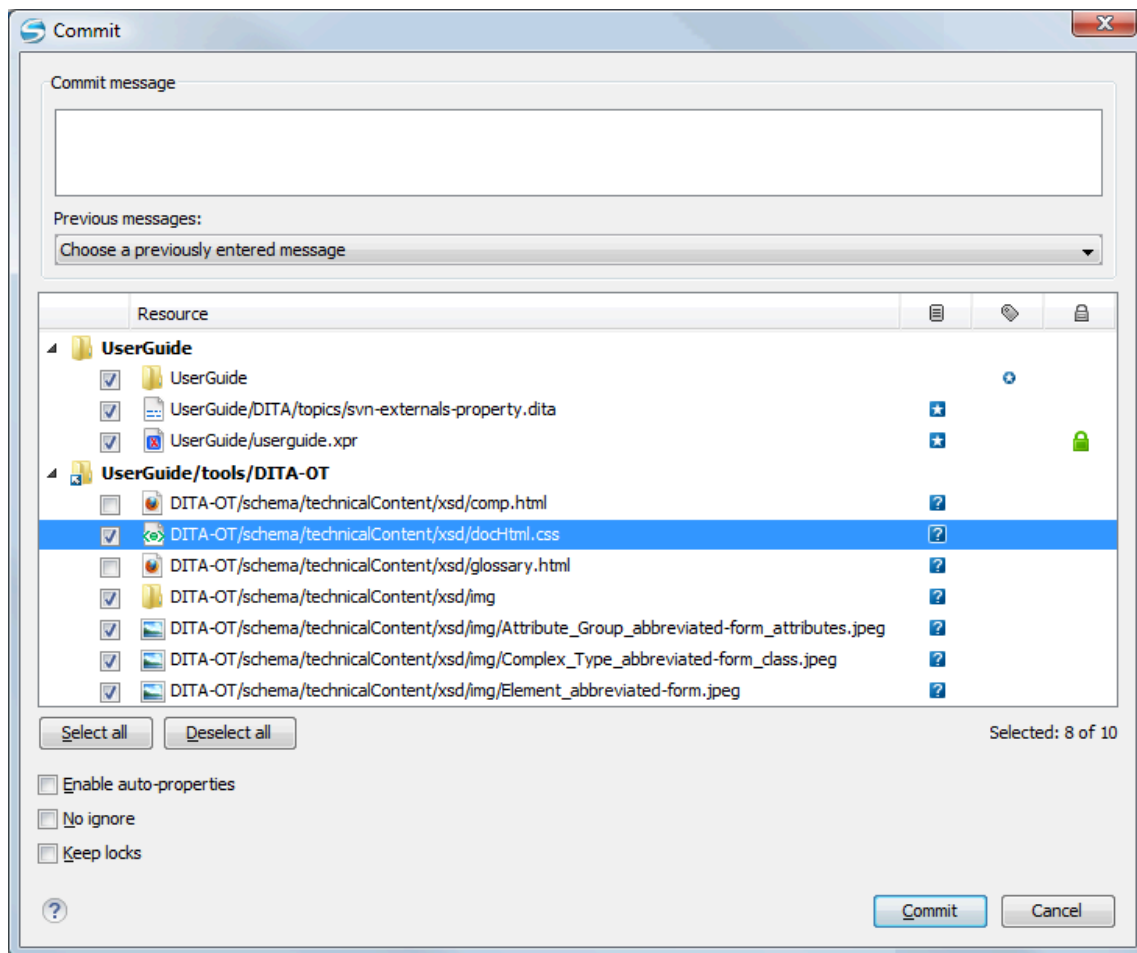 Commit
Commit message
Previous messages:
Choose a previously entered message
Resource
UserGuide
UserGuide
UserGuide/DITA/topics/svn-externals-property.dita
UserGuide/userguide.xpr
UserGuide/tools/DITA-OT
DITA-OT/schema/technicalContent/xsd/comp.html
DITA-OT/schema/technicalContent/xsd/docHtml.css
DITA-OT/schema/technicalContent/xsd/glossary.html
DITA-OT/schema/technicalContent/xsd/img
DITA-OT/schema/technicalContent/xsd/img/Attribute_Group_abbreviated-form_attributes.jpeg
DITA-OT/schema/technicalContent/xsd/img/Complex_Type_abbreviated-form_class.jpeg
DITA-OT/schema/technicalContent/xsd/img/Element_abbreviated-form.jpeg
Select all Deselect all Selected: 8 of 10
Enable auto-properties
No ignore
Keep locks
Commit Cancel